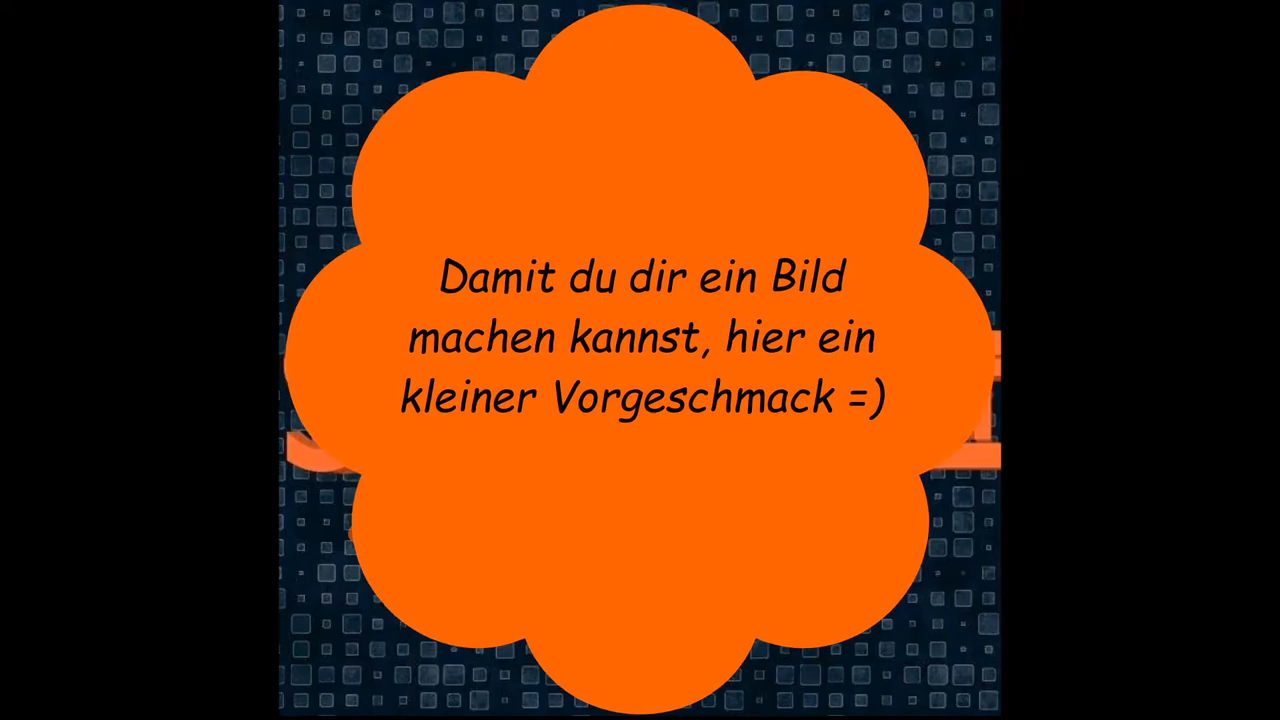 Damit du dir ein Bild
machen kannst, hier ein
kleiner Vorgeschmack =)